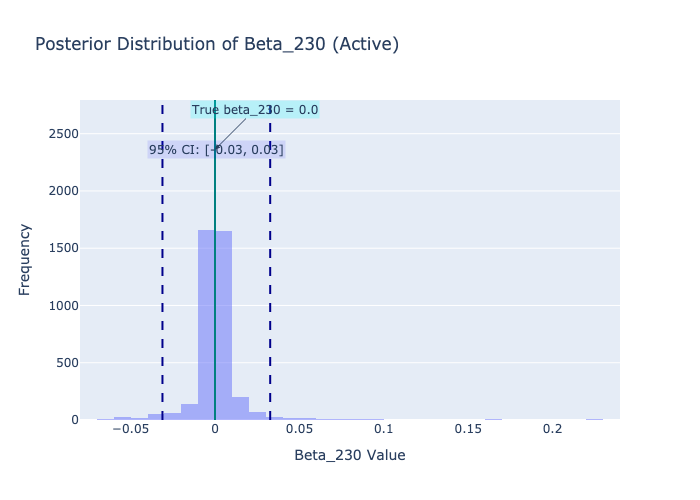 Posterior Distribution of Beta_230 (Active)
True beta_230 = 0.0
95% CI: [-0.03, 0.03]
2500
2000
1500
1000
500
0
Frequency
−0.05
0
0.05
0.1
0.15
0.2
Beta_230 Value